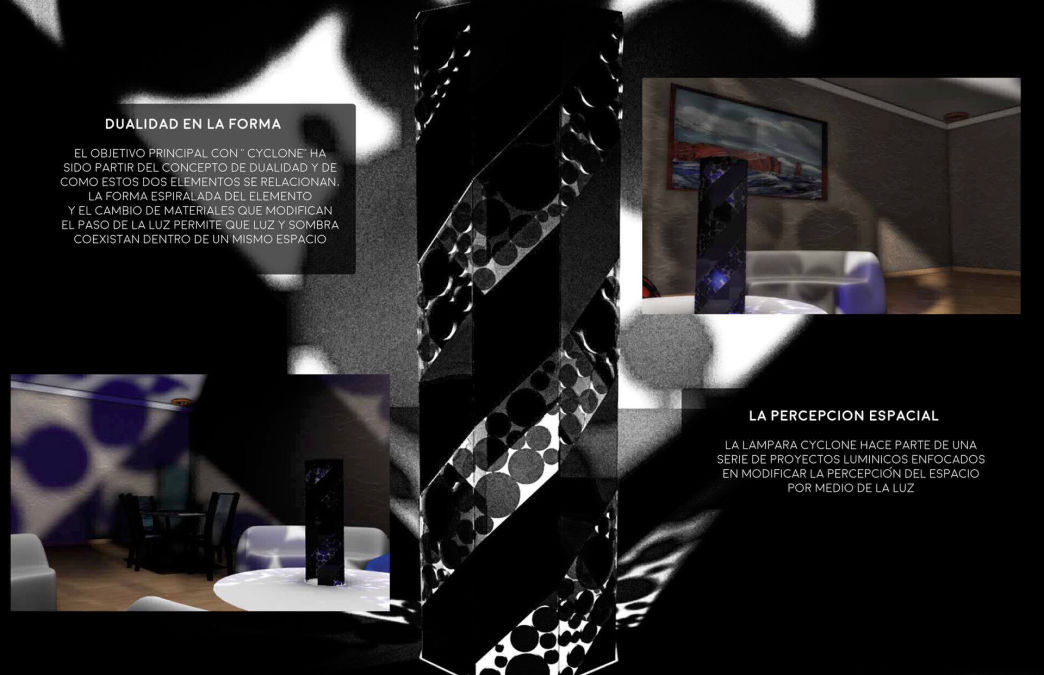 DUALIDAD EN LA FORMA
EL OBJETIVO PRINCIPAL CON " CYCLONE" HA
SIDO PARTIR DEL CONCEPTO DE DUALIDAD Y DE
COMO ESTOS DOS ELEMENTOS SE RELACIONAN.
LA FORMA ESPIRALADA DEL ELEMENTO
Y EL CAMBIO DE MATERIALES QUE MODIFICAN
EL PASO DE LA LUZ PERMITE QUE LUZ Y SOMBRA
COEXISTAN DENTRO DE UN MISMO ESPACIO
LA PERCEPCION ESPACIAL
LA LAMPARA CYCLONE HACE PARTE DE UNA
SERIE DE PROYECTOS LUMINICOS ENFOCADOS
EN MODIFICAR LA PERCEPCIÓN DEL ESPACIO
POR MEDIO DE LA LUZ